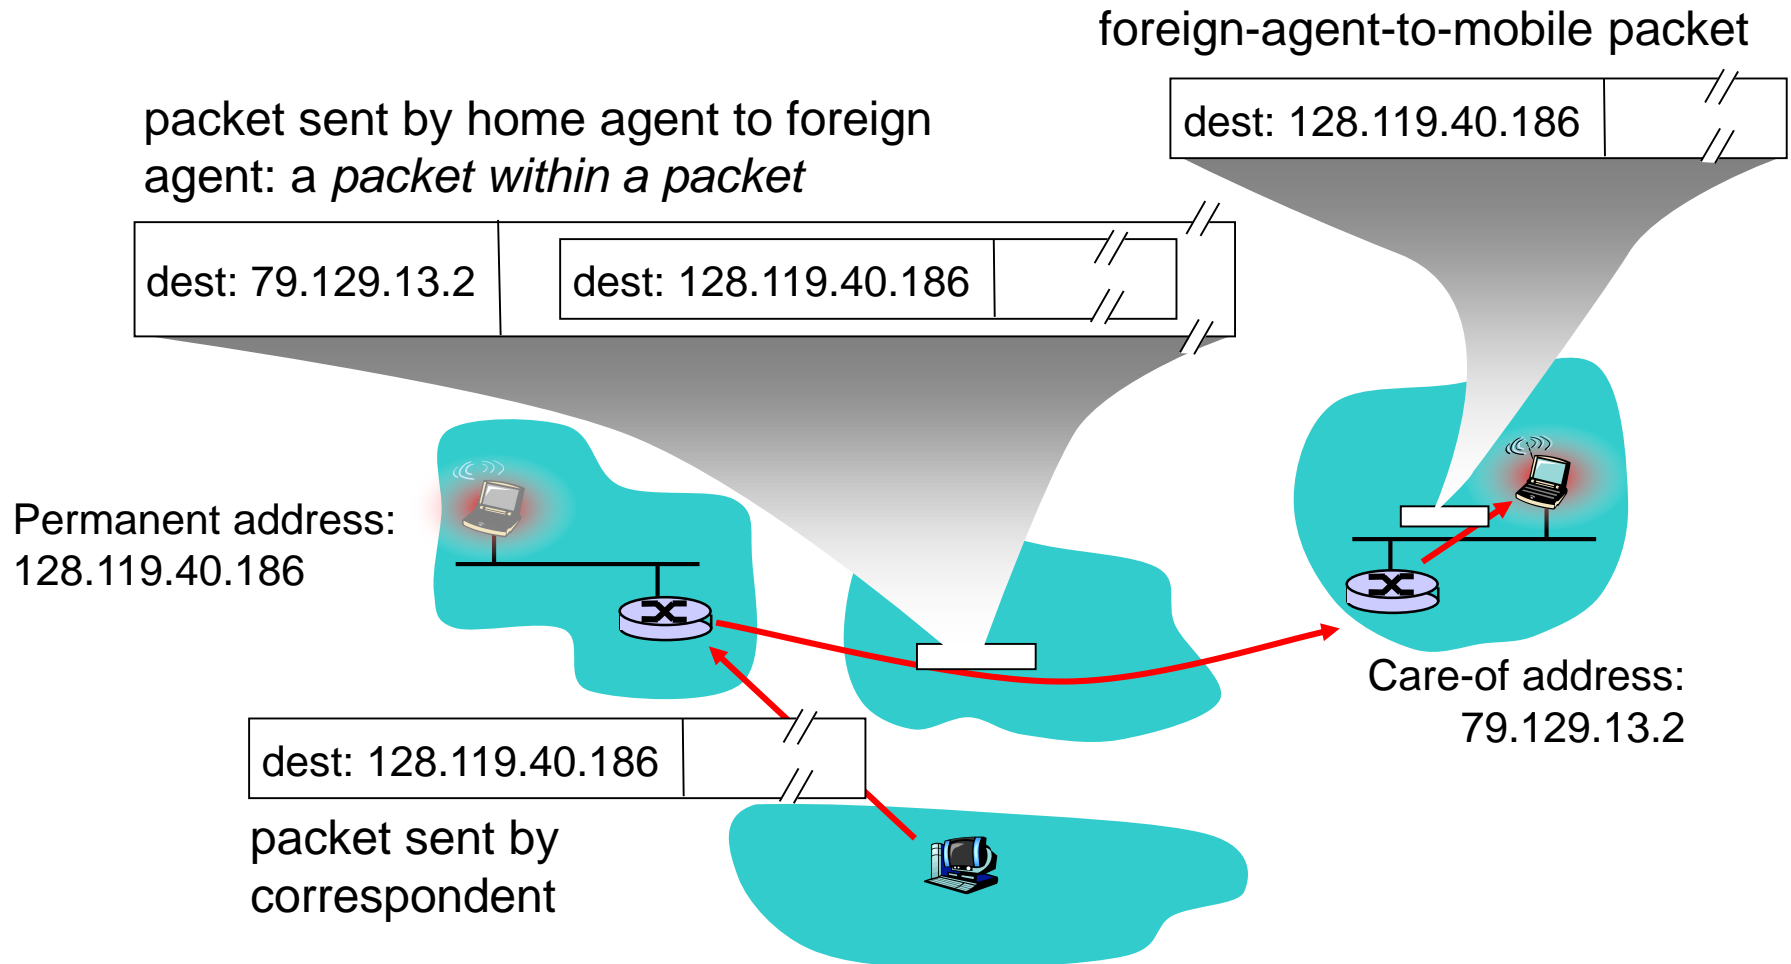 foreign-agent-to-mobile packet
dest: 128.119.40.186
packet sent by home agent to foreign
agent: a packet within a packet
dest: 79.129.13.2
dest: 128.119.40.186
Permanent address:
128.119.40.186
Care-of address:
79.129.13.2
dest: 128.119.40.186
packet sent by
correspondent